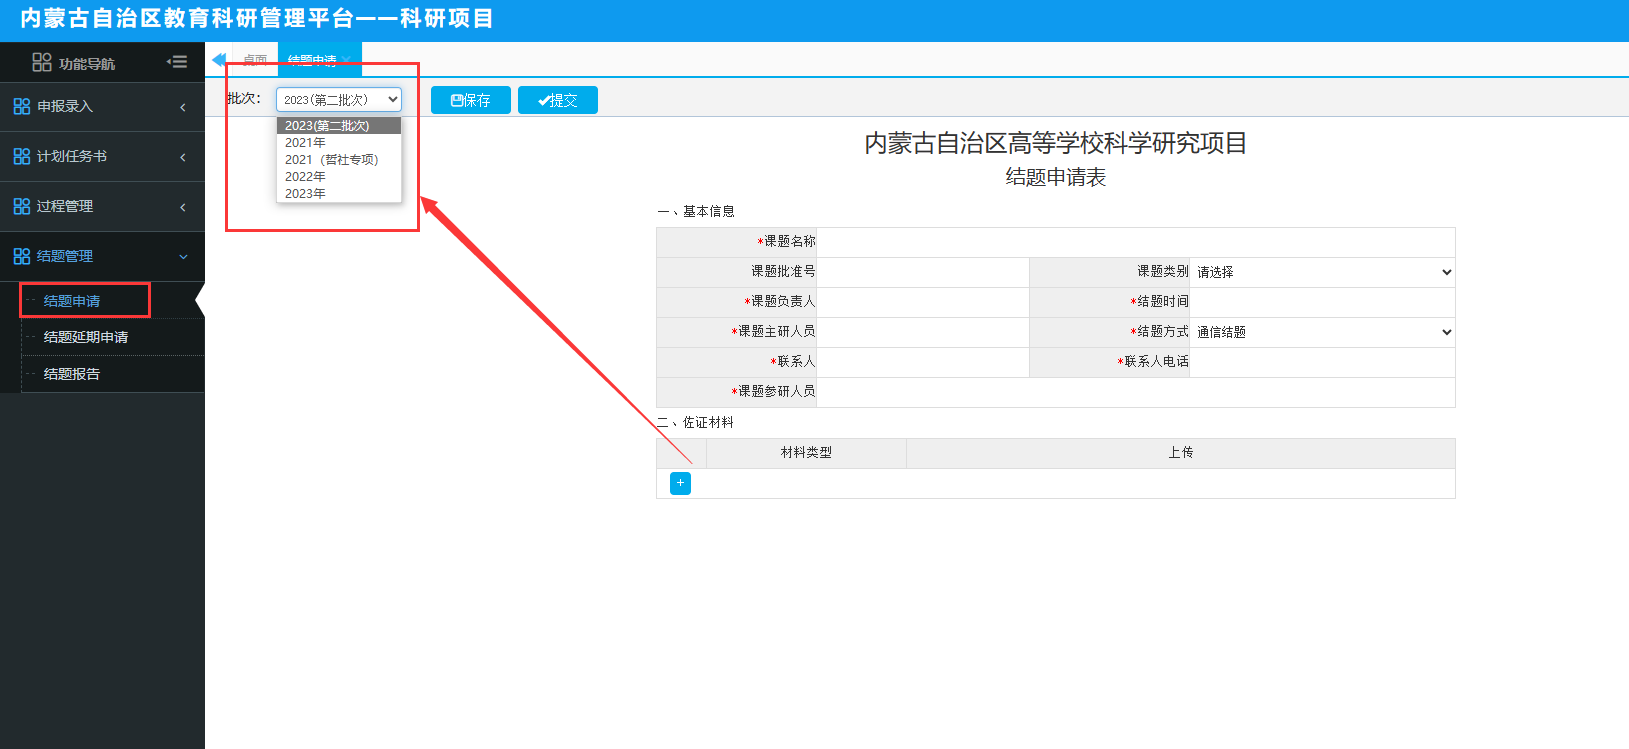 内蒙古自治区教育科研管理平台——科研项目
功能导航
桌面
结题申请
申报录入
计划任务书
过程管理
结题管理
结题申请
结题延期申请
结题报告
批次：
2023(第二批次)
保存
提交
2023(第二批次)
2021年
2021（哲社专项)
2022年
2023年
内蒙古自治区高等学校科学研究项目
结题申请表
一、基本信息
*课题名称
课题批准号
课题类别 请选择
*课题负责人
*结题时间
*课题主研人员
*结题方式 通信结题
*联系人
*联系人电话
*课题参研人员
二、佐证材料
材料类型
上传
+